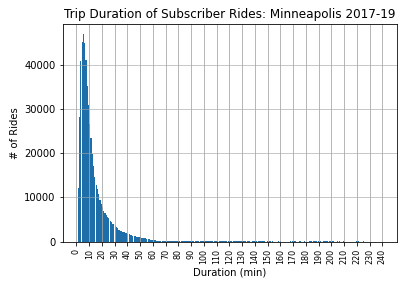 Trip Duration of Subscriber Rides: Minneapolis 2017-19
# of Rides
40000
30000
20000
10000
0
0 10 20 30 40 50 60 70 80 90 100 110 120 130 140 150 160 170 180 190 200 210 220 230 240
Duration (min)